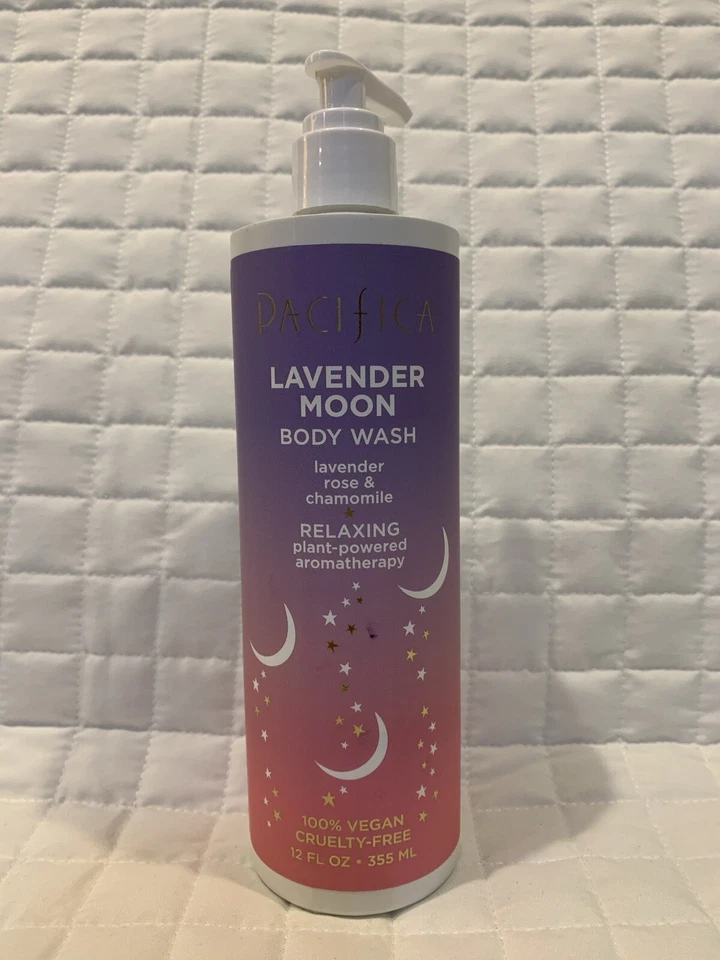 PACIFICA
LAVENDER
MOON
BODY WASH
lavender
rose &
chamomile
RELAXING
plant-powered
aromatherapy
100% VEGAN
CRUELTY-FREE
12 FL OZ • 355 ML